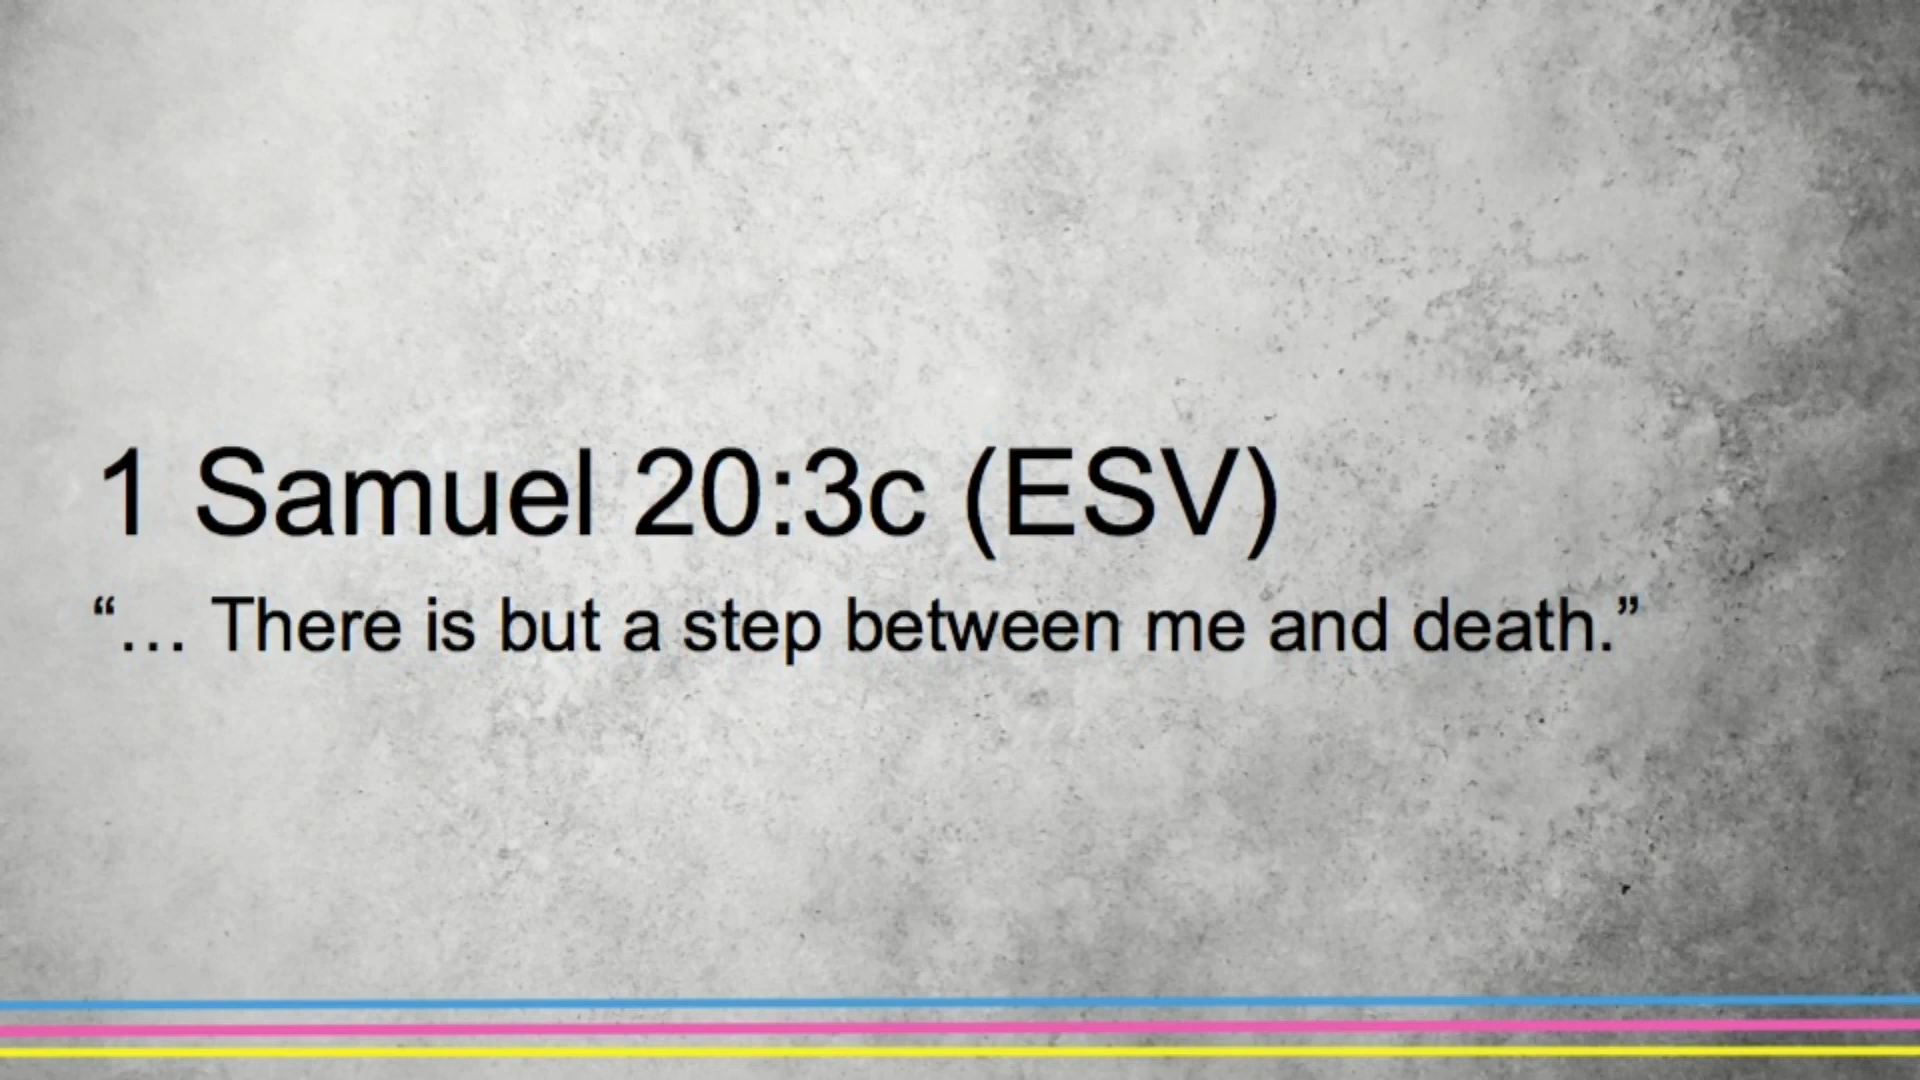 1 Samuel 20:3c (ESV)
“… There is but a step between me and death.”